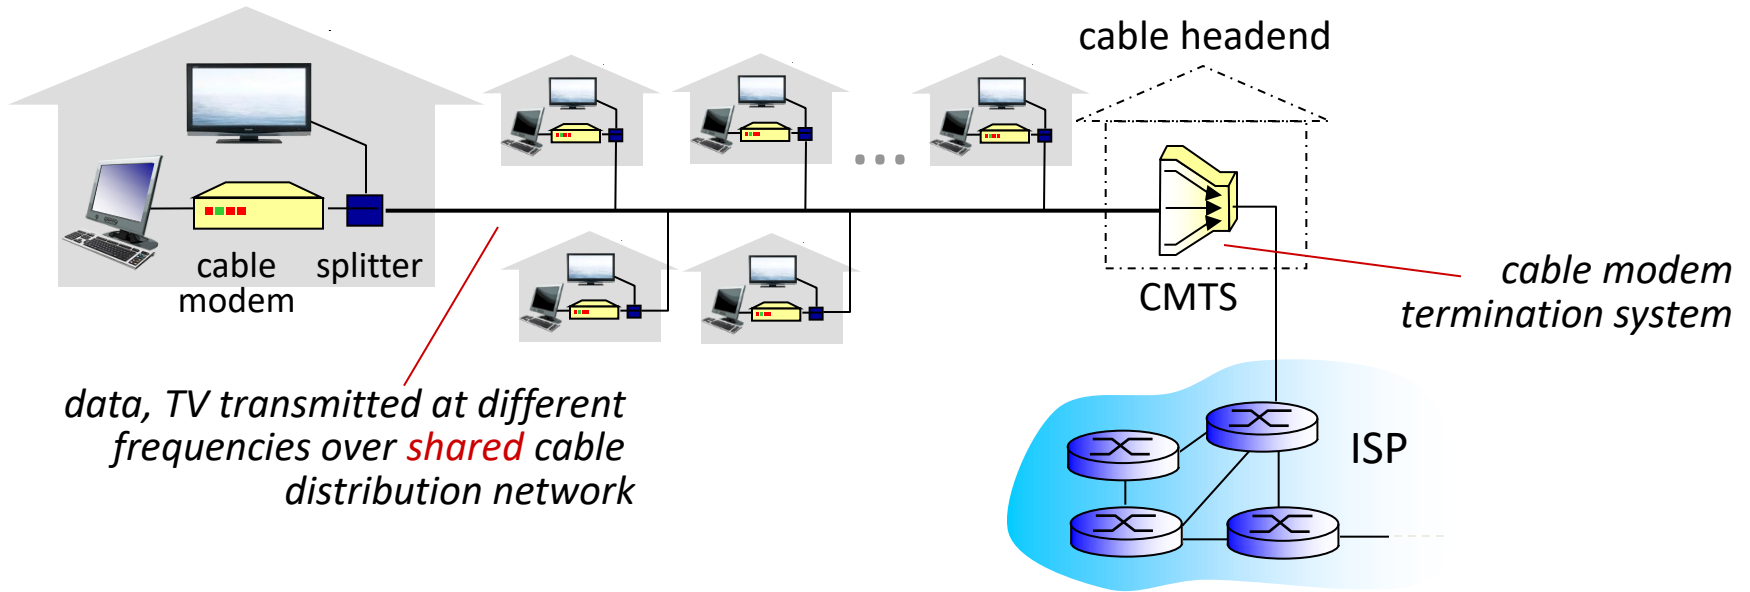 cable headend
cable
modem
splitter
. . .
CMTS
cable modem
termination system
data, TV transmitted at different
frequencies over shared cable
distribution network
ISP